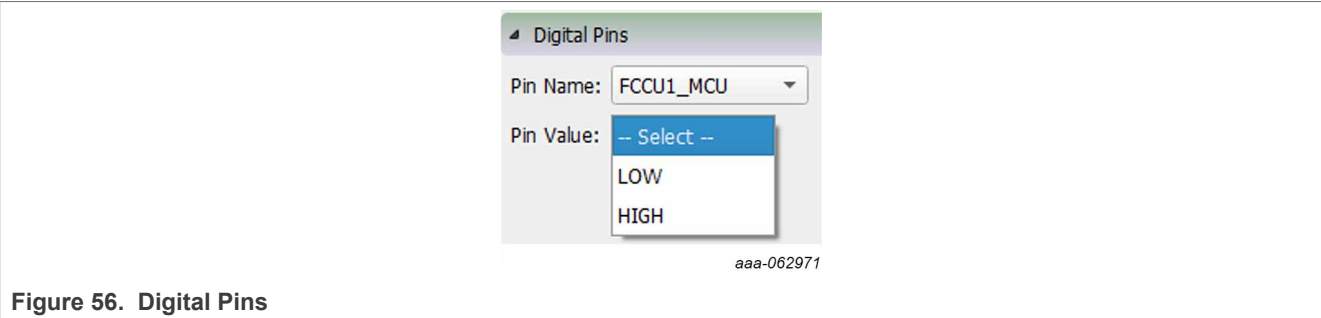 Digital Pins
Pin Name: FCCU1_MCU
Pin Value: -- Select --
LOW
HIGH
aaa-062971
Figure 56. Digital Pins